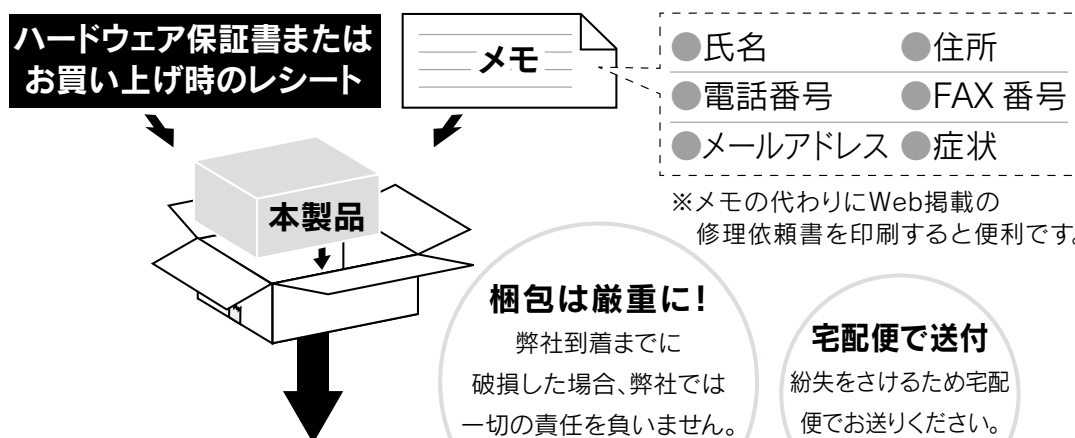 ハードウェア保証書または
お買い上げ時のレシート
メモ
●氏名 ●住所
●電話番号 ●FAX 番号
●メールアドレス ●症状
※メモの代わりにWeb掲載の
修理依頼書を印刷すると便利です。
本製品
梱包は厳重に!
弊社到着までに
破損した場合、弊社では
一切の責任を負いません。
宅配便で送付
紛失をさけるため宅配
便でお送りください。